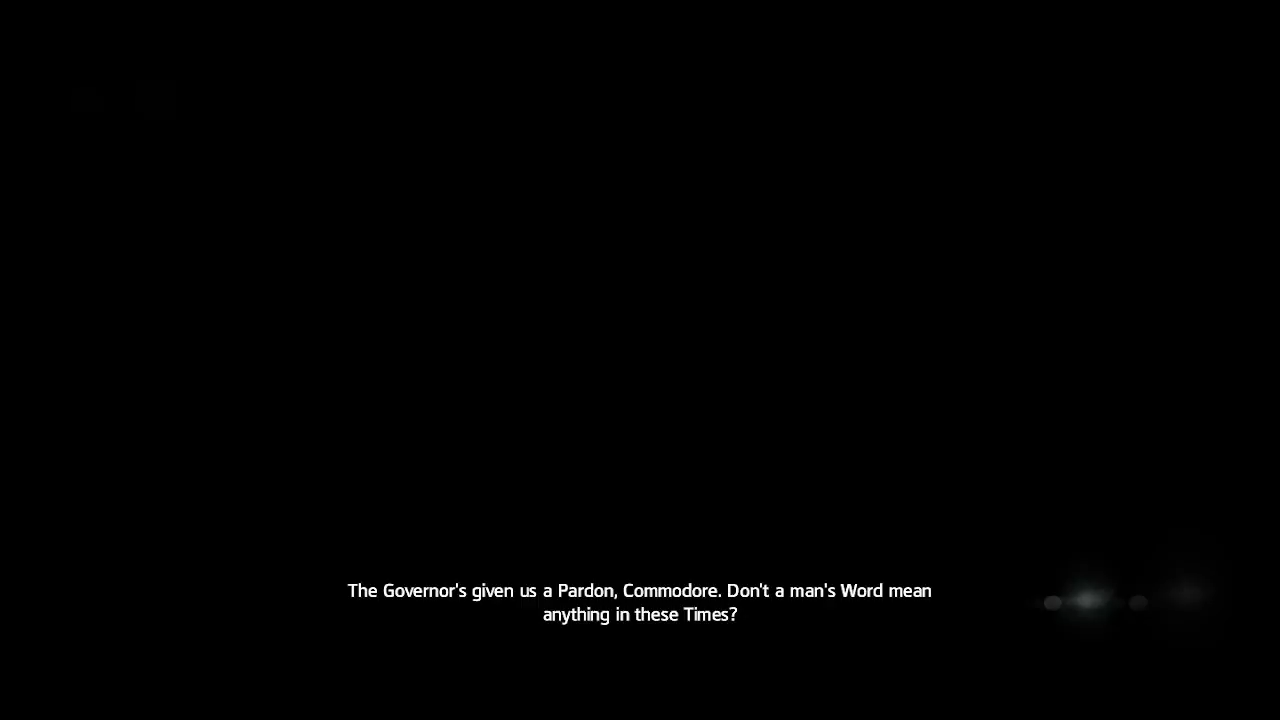 The Governor's given us a Pardon, Commodore. Don't a man's Word mean
anything in these Times?